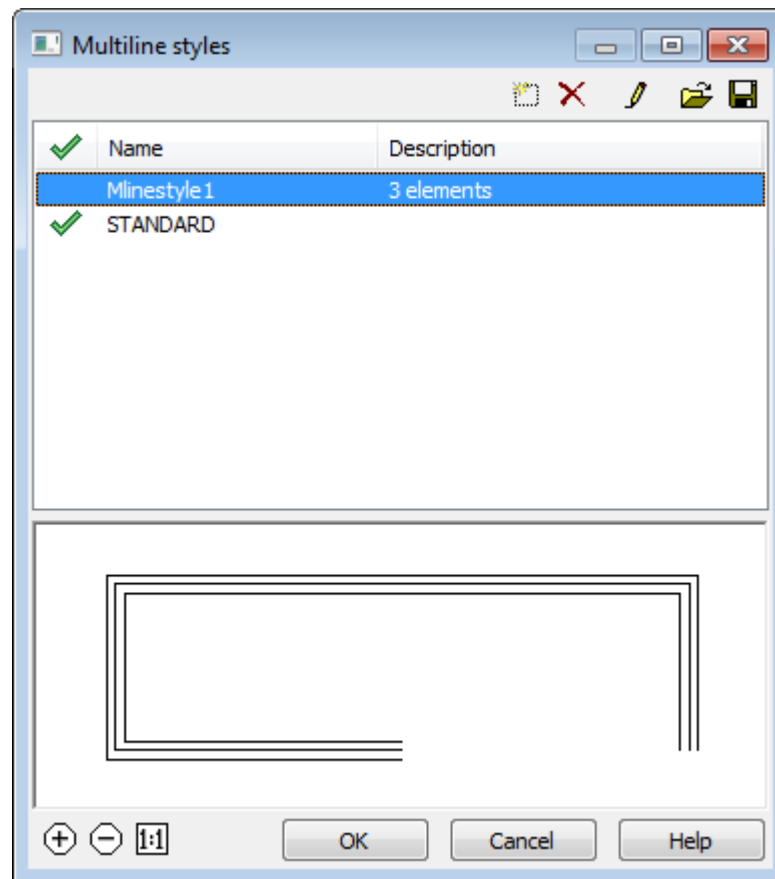 Multiline styles
Name Description
Mlinestyle1 3 elements
STANDARD
1:1 OK Cancel Help